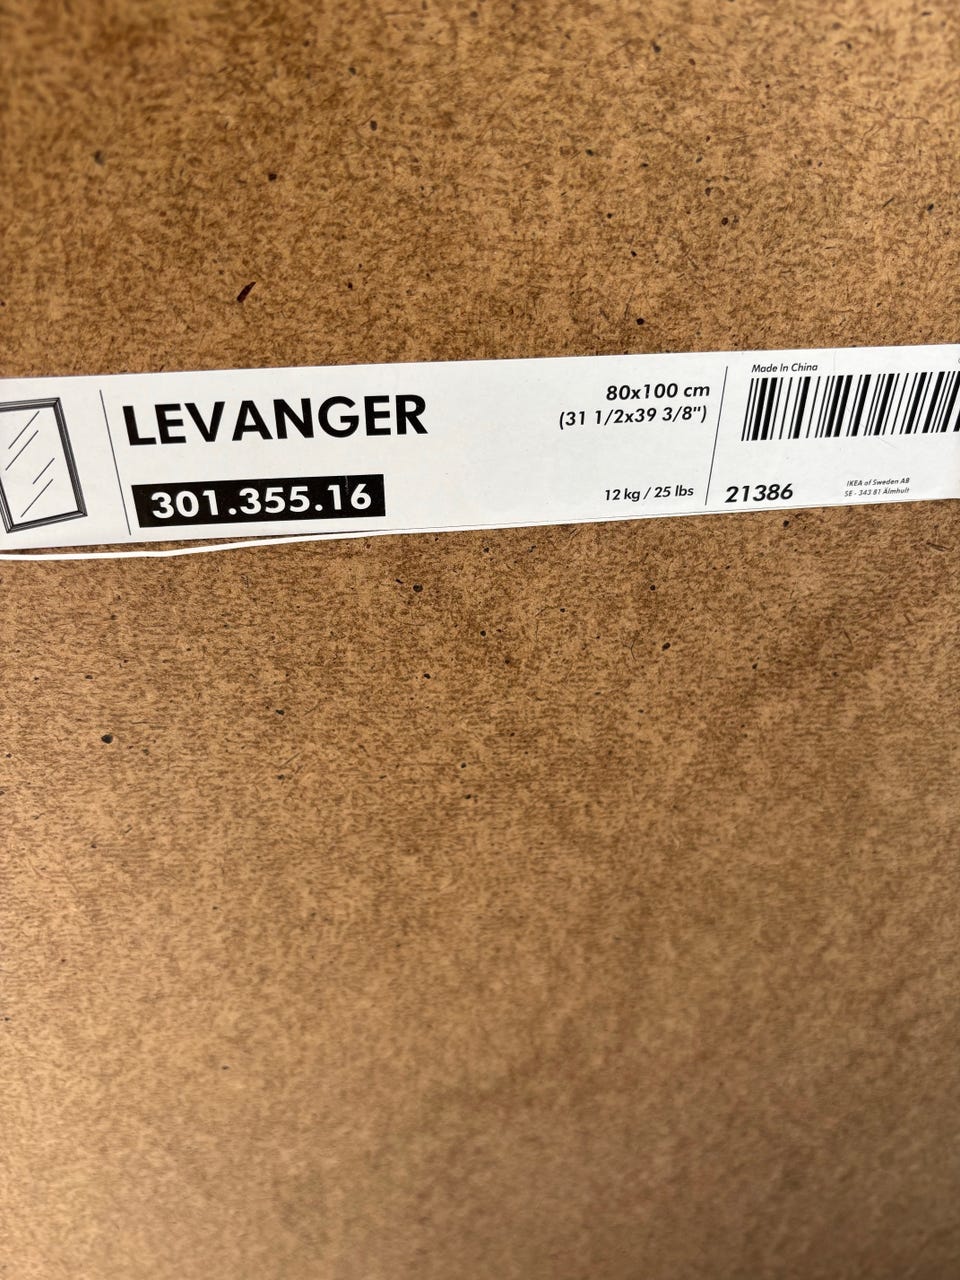 LEVANGER
301.355.16
80x100 cm
(31 1/2x39 3/8")
12 kg / 25 lbs
Made In China
21386
IKEA of Sweden AB
SE - 343 81 Älmhult